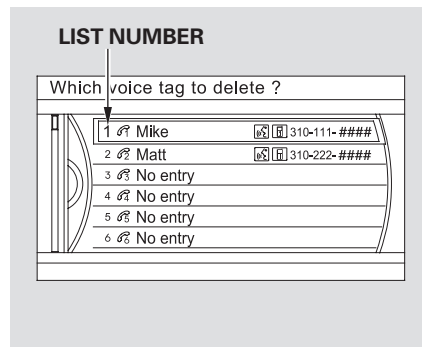 LIST NUMBER
Which voice tag to delete ?
1 Mike 310-111-####
2 Matt 310-222-####
3 No entry
4 No entry
5 No entry
6 No entry